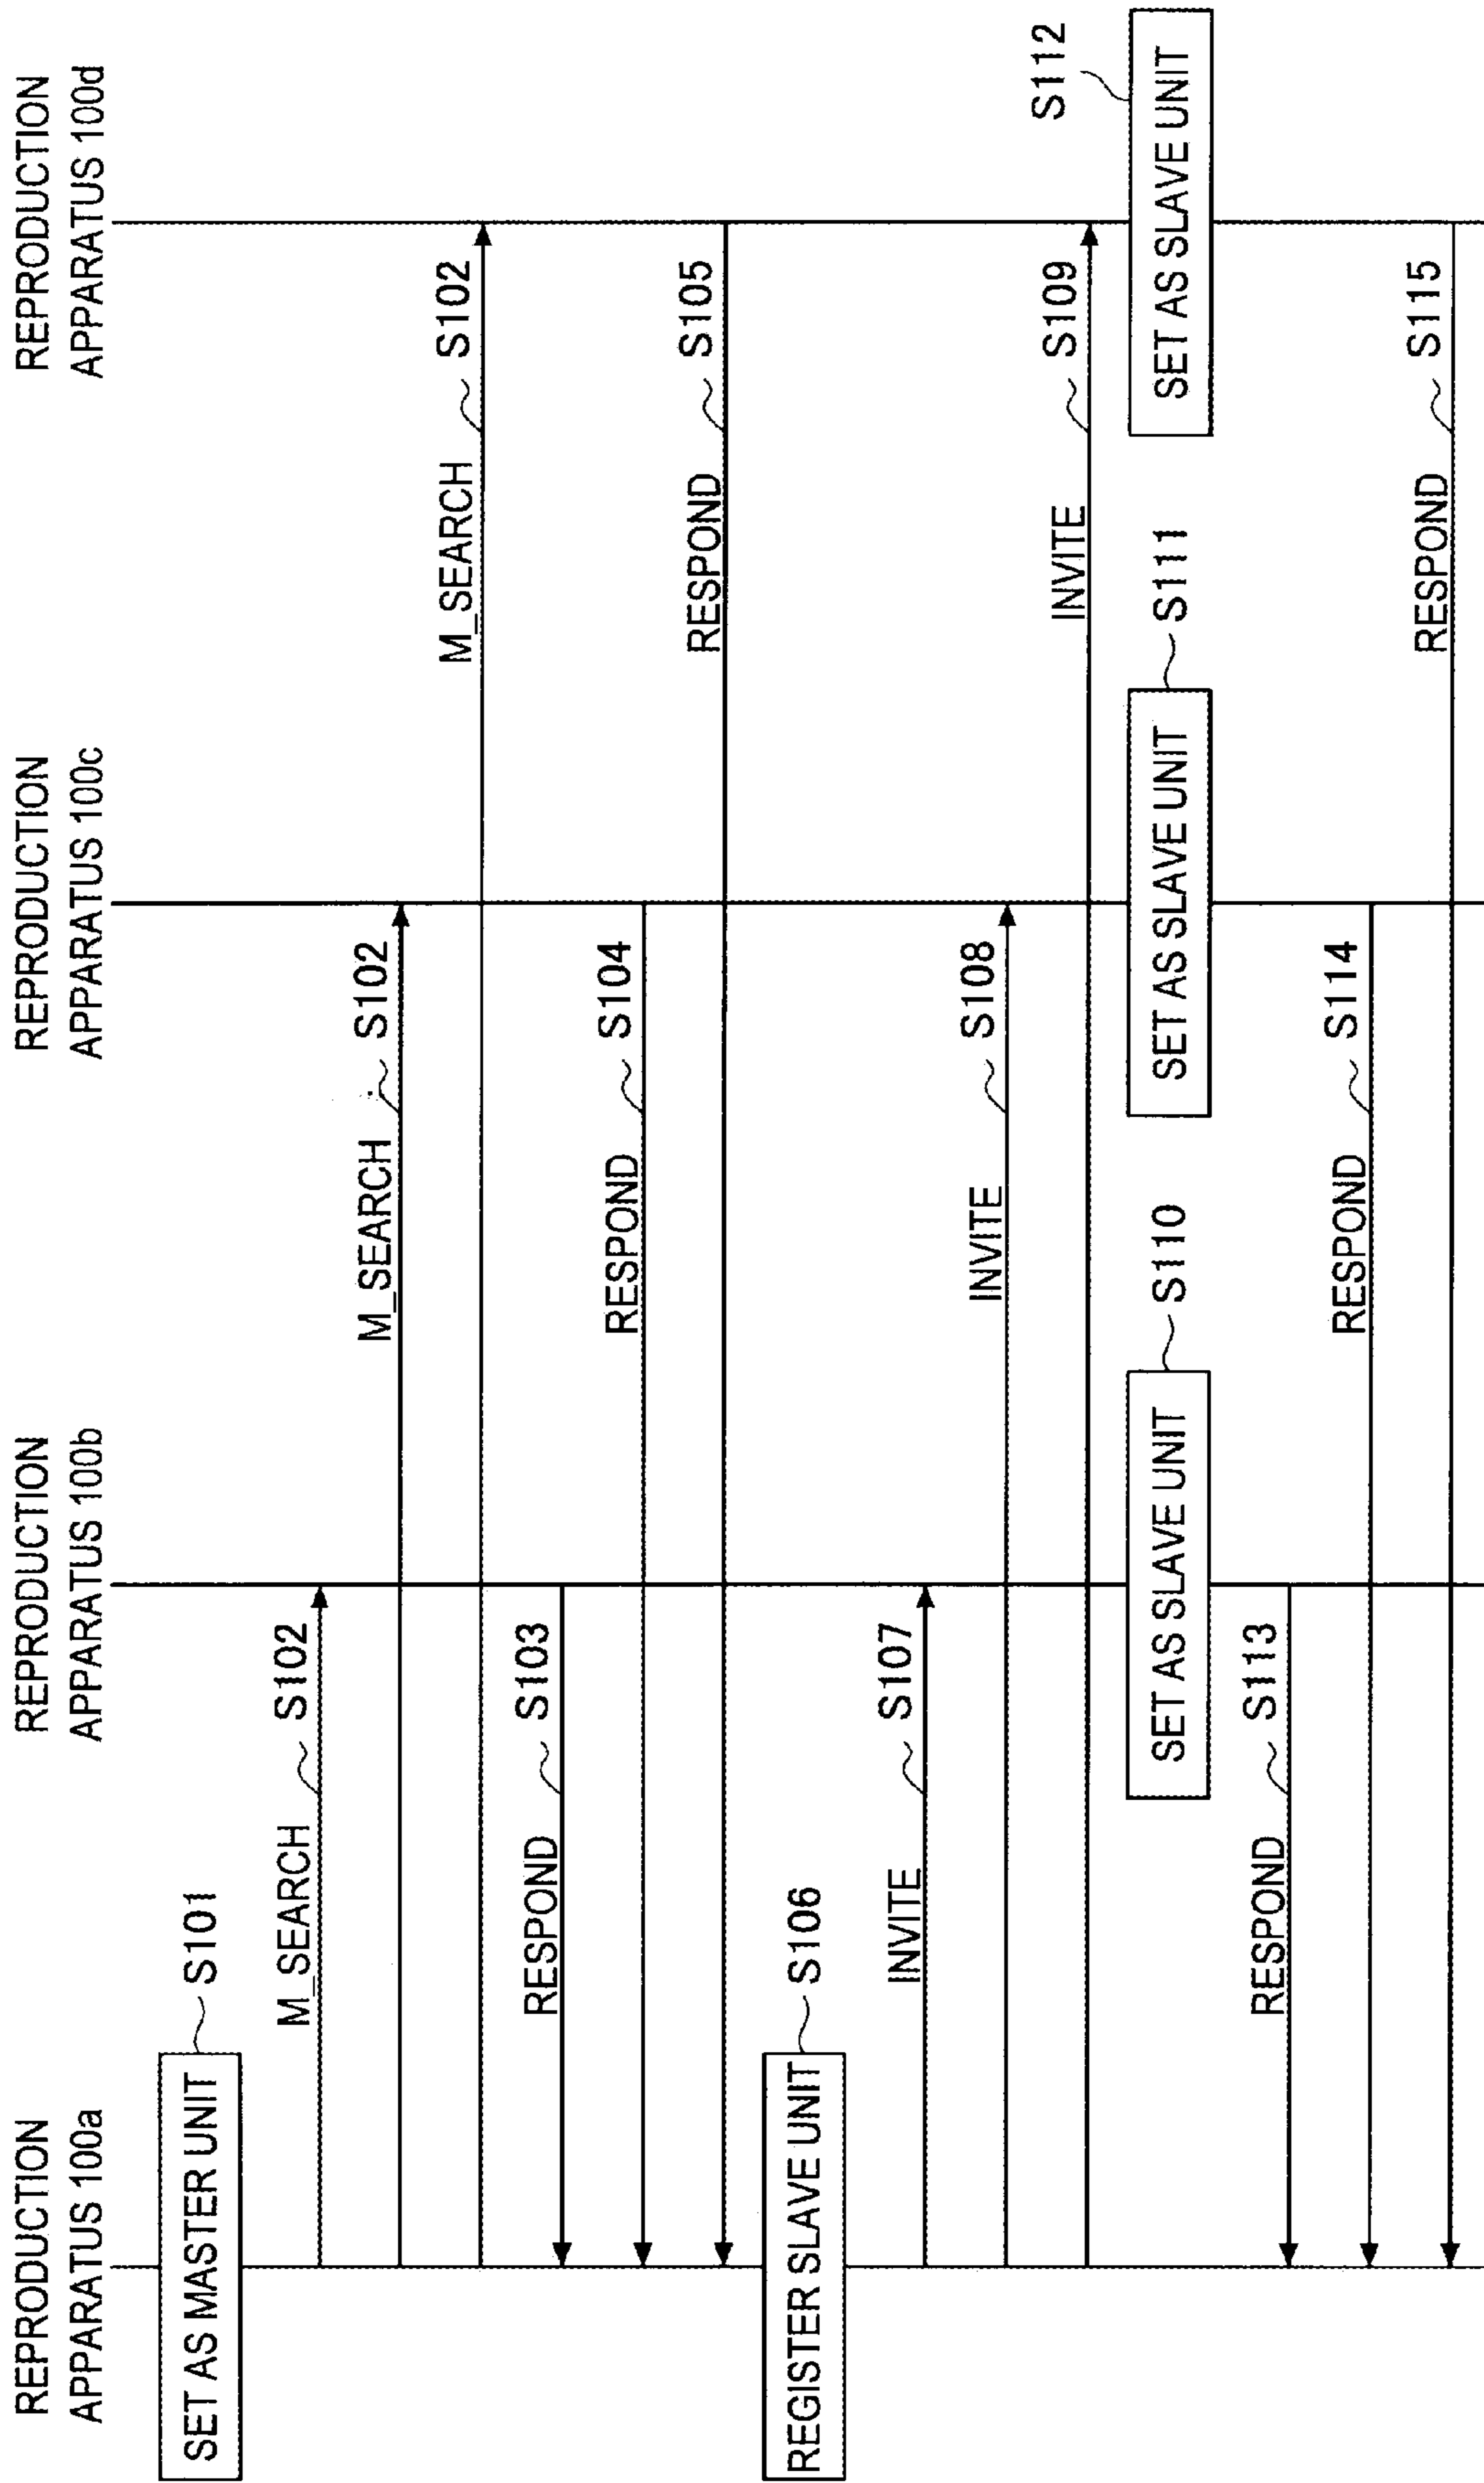 REPRODUCTION
APPARATUS 100a
REPRODUCTION
APPARATUS 100b
REPRODUCTION
APPARATUS 100c
REPRODUCTION
APPARATUS 100d
SET AS MASTER UNIT
S101
M_SEARCH
S102
M_SEARCH
S102
M_SEARCH
S102
RESPOND
S103
RESPOND
S104
RESPOND
S105
REGISTER SLAVE UNIT
S106
INVITE
S107
INVITE
S108
INVITE
S109
SET AS SLAVE UNIT
S110
SET AS SLAVE UNIT
S111
SET AS SLAVE UNIT
S112
RESPOND
S113
RESPOND
S114
RESPOND
S115